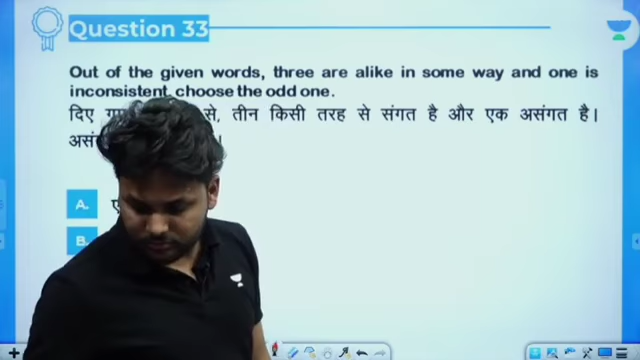 Question 33
Out of the given words, three are alike in some way and one is
inconsistent, choose the odd one.
दिए से, तीन किसी तरह से संगत है और एक असंगत है।
A.
B.